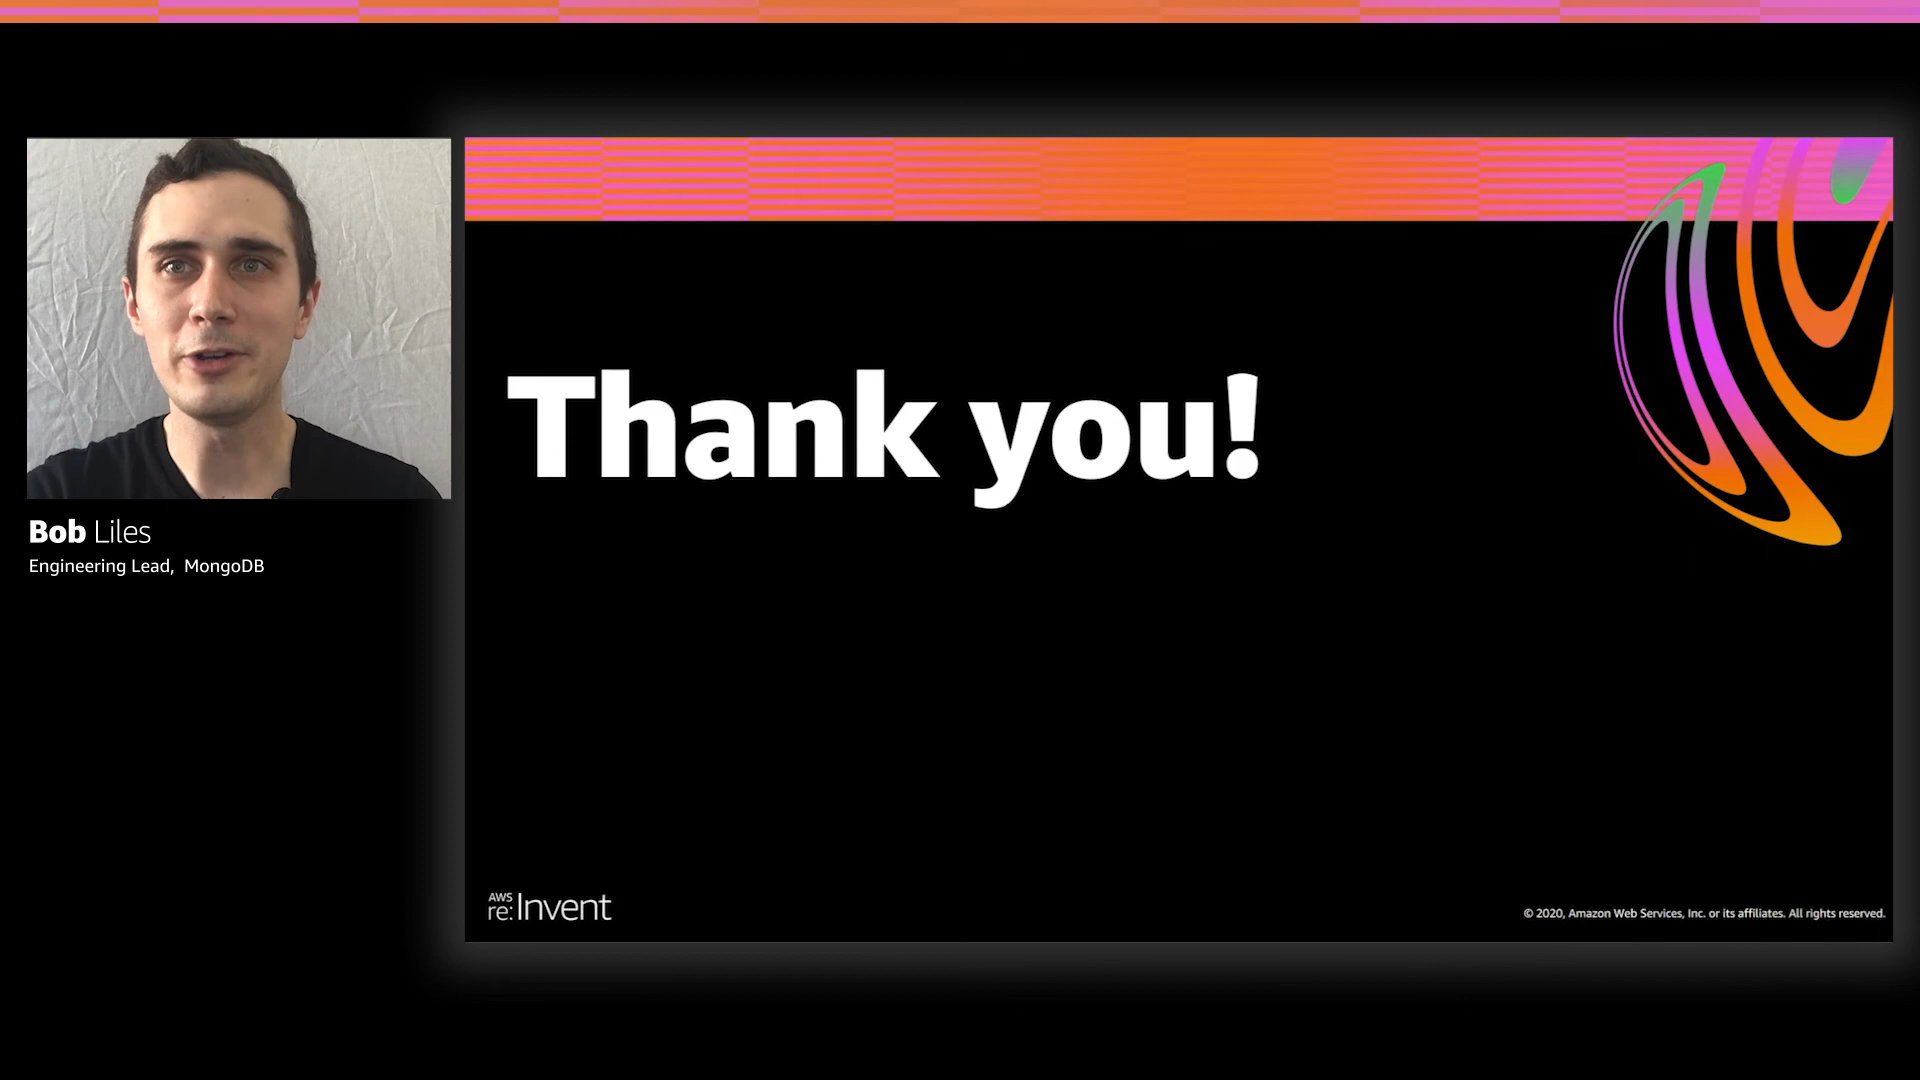 Thank you!
Bob Liles
Engineering Lead, MongoDB
AWS
re:Invent
© 2020, Amazon Web Services, Inc. or its affiliates. All rights reserved.